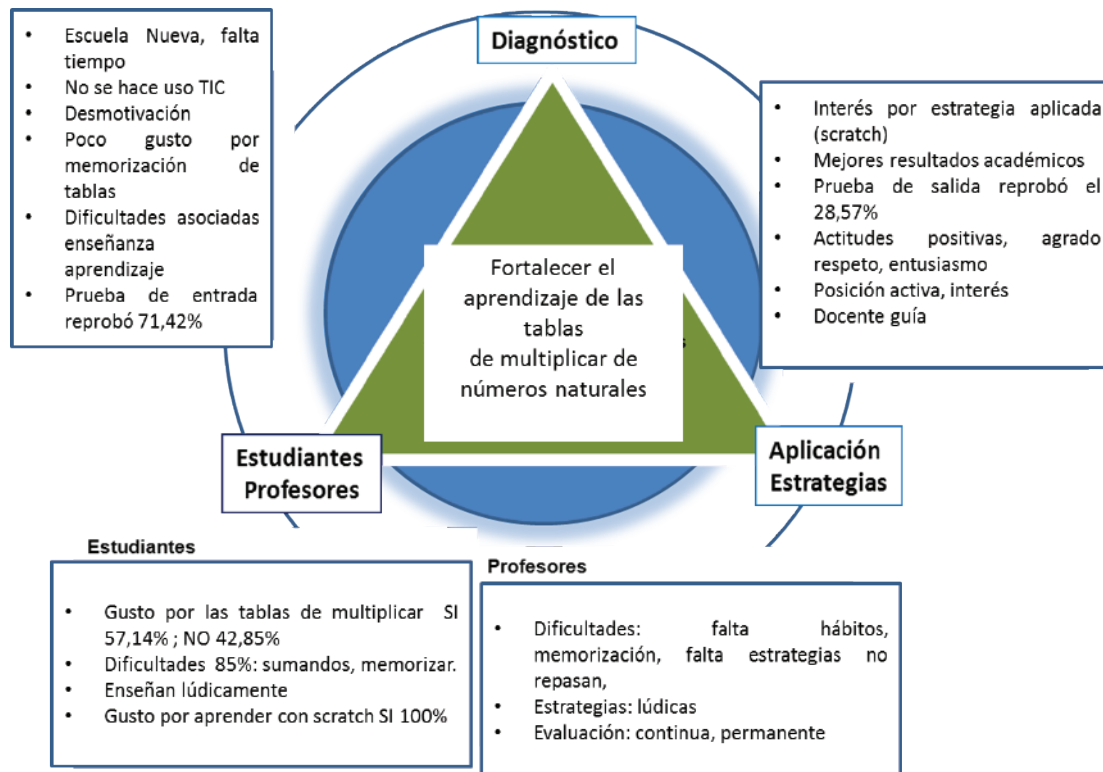 Diagnóstico
• Escuela Nueva, falta
tiempo
• No se hace uso TIC
• Desmotivación
• Poco gusto por
memorización de
tablas
• Dificultades asociadas
enseñanza
aprendizaje
• Prueba de entrada
reprobó 71,42%
• Interés por estrategia aplicada
(scratch)
• Mejores resultados académicos
• Prueba de salida reprobó el
28,57%
• Actitudes positivas, agrado
respeto, entusiasmo
• Posición activa, interés
• Docente guía
Fortalecer el
aprendizaje de las
tablas
de multiplicar de
números naturales
Estudiantes
Profesores
Aplicación
Estrategias
Estudiantes
• Gusto por las tablas de multiplicar SI
57,14% ; NO 42,85%
• Dificultades 85%: sumandos, memorizar.
• Enseñan lúdicamente
• Gusto por aprender con scratch SI 100%
Profesores
• Dificultades: falta hábitos,
memorización, falta estrategias no
repasan,
• Estrategias: lúdicas
• Evaluación: continua, permanente